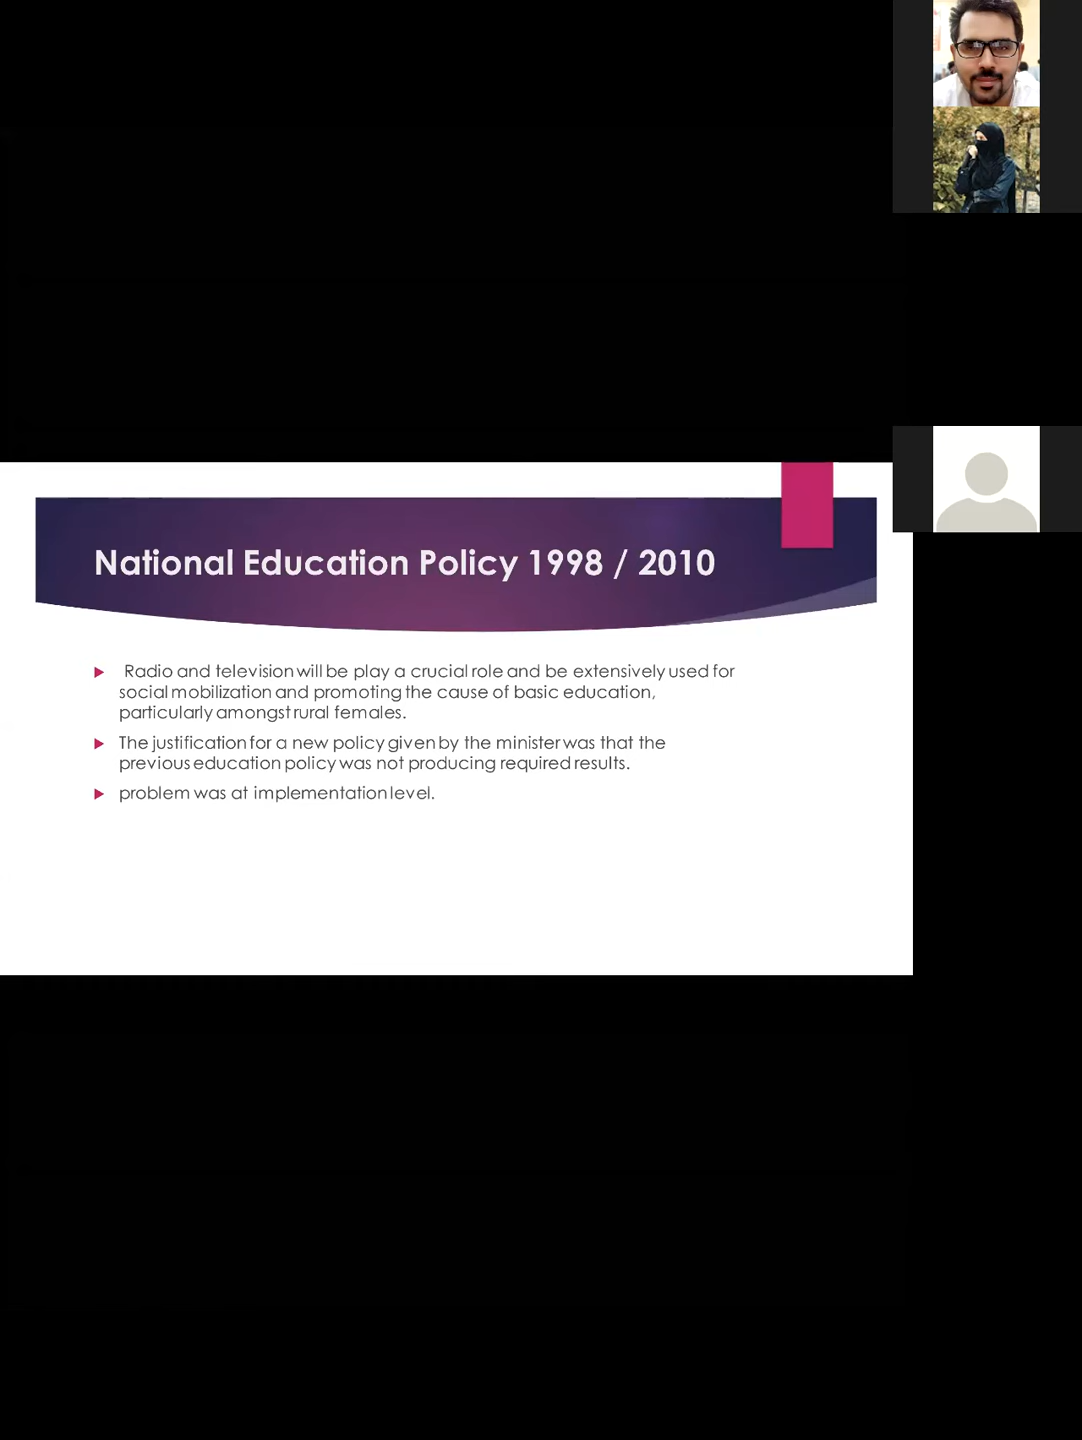 National Education Policy 1998 / 2010
Radio and television will be play a crucial role and be extensively used for
social mobilization and promoting the cause of basic education,
particularly amongst rural females.
The justification for a new policy given by the minister was that the
previous education policy was not producing required results.
problem was at implementation level.